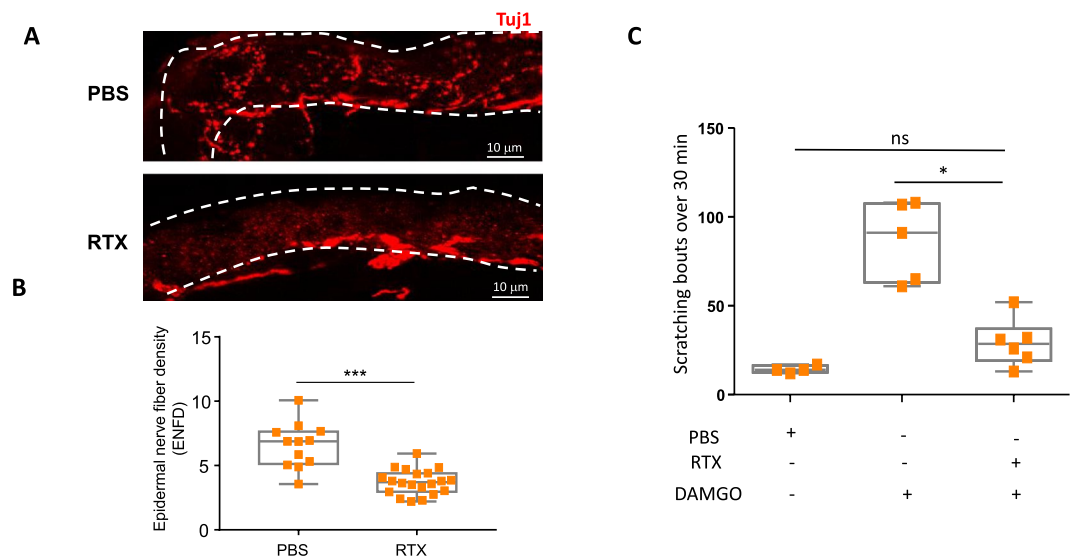 A
Tuj1
PBS
10 µm
RTX
10 µm
B
Epidermal nerve fiber density
(ENFD)
15
10
5
0
***
PBS
RTX
C
Scratching bouts over 30 min
150
100
50
0
ns
*
PBS + - -
RTX - - +
DAMGO - + +